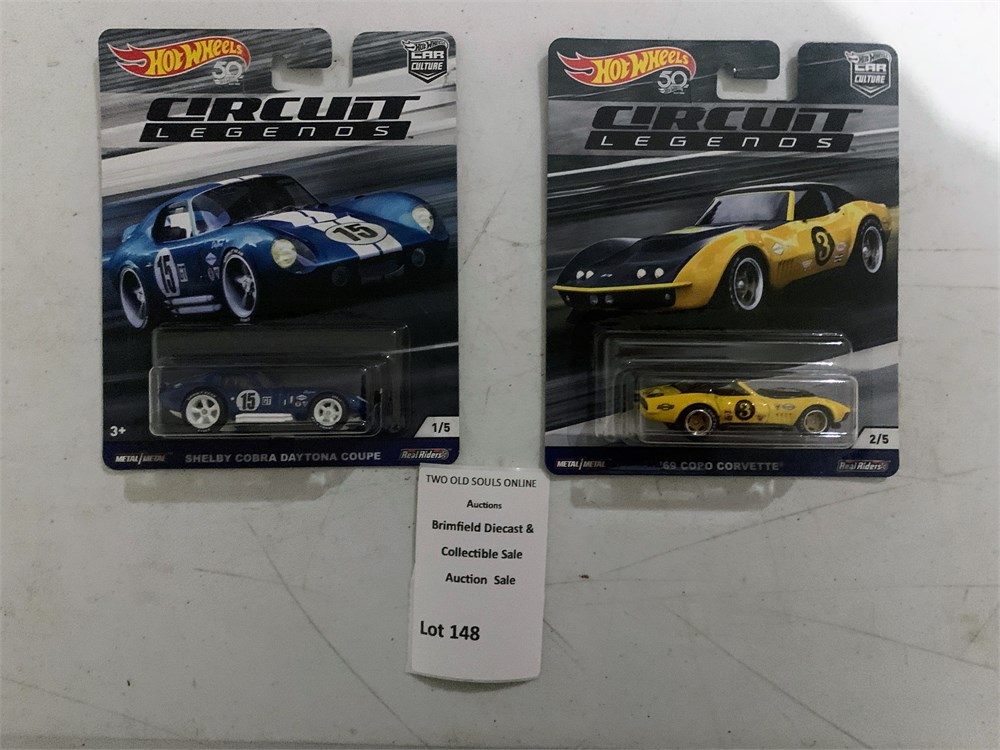 HOT WHEELS
50
CAR
CULTURE
CIRCUIT
LEGENDS
15
15
15
3+
1/5
METAL/METAL
SHELBY COBRA DAYTONA COUPE
Real Riders
HOT WHEELS
50
CAR
CULTURE
CIRCUIT
LEGENDS
3
3
2/5
METAL/METAL
'69 COPO CORVETTE
Real Riders
TWO OLD SOULS ONLINE
Auctions
Brimfield Diecast &
Collectible Sale
Auction Sale
Lot 148